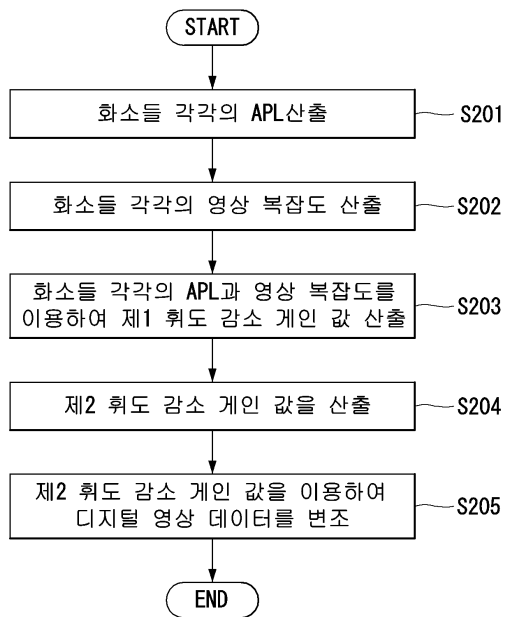 START
화소들 각각의 APL산출
S201
화소들 각각의 영상 복잡도 산출
S202
화소들 각각의 APL과 영상 복잡도를
이용하여 제1 휘도 감소 게인 값 산출
S203
제2 휘도 감소 게인 값을 산출
S204
제2 휘도 감소 게인 값을 이용하여
디지털 영상 데이터를 변조
S205
END